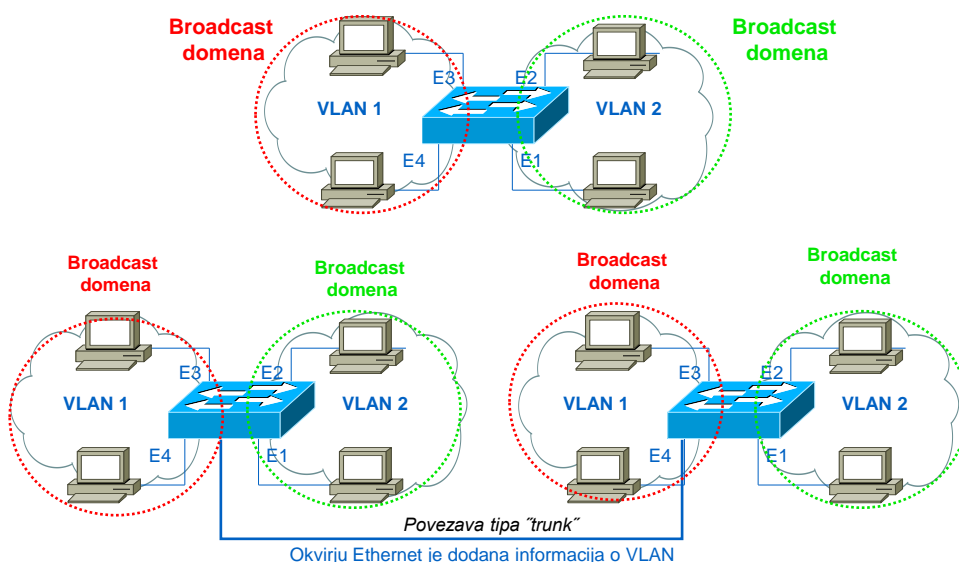 Broadcast
domena
Broadcast
domena
E3
E2
VLAN 1
VLAN 2
E4
E1
Broadcast
domena
Broadcast
domena
Broadcast
domena
Broadcast
domena
E3
E2
VLAN 1
VLAN 2
E4
E1
E3
E2
VLAN 1
VLAN 2
E4
E1
Povezava tipa ˝trunk˝
Okvirju Ethernet je dodana informacija o VLAN